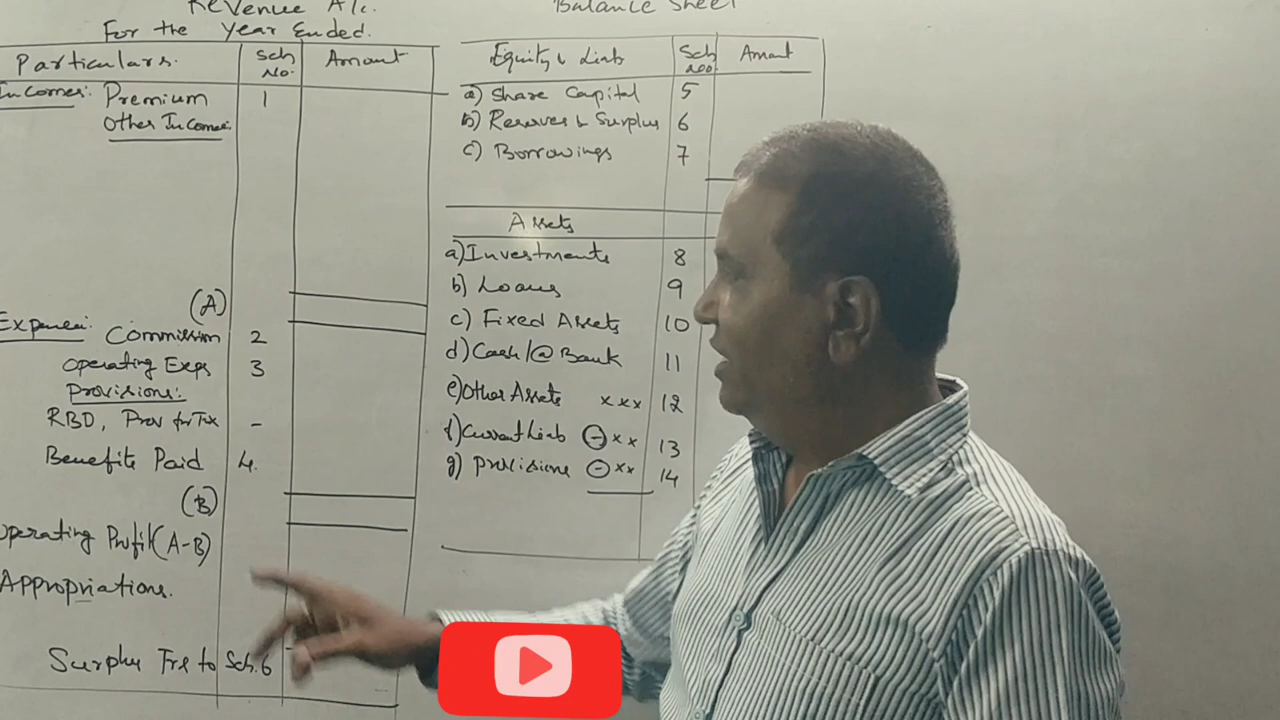 Revenue A/c.
For the Year Ended.
Particulars. Sch No. Amount
Incomes: Premium 1
Other Incomes:
(A)
Expenses: Commission 2
Operating Exps 3
Provisions:
RBD, Prov for Tax -
Benefits Paid 4.
(B)
Operating Profit (A-B)
Appropriations.
Surplus Tre to Sch. 6
Balance Sheet
Equity & Liab Sch No. Amount
a) Share Capital 5
b) Reserves & Surplus 6
c) Borrowings 7
Assets
a) Investments 8
b) Loans 9
c) Fixed Assets 10
d) Cash/@ Bank 11
e) Other Assets xxx 12
f) Current Liab - xx 13
g) Provisions - xx 14